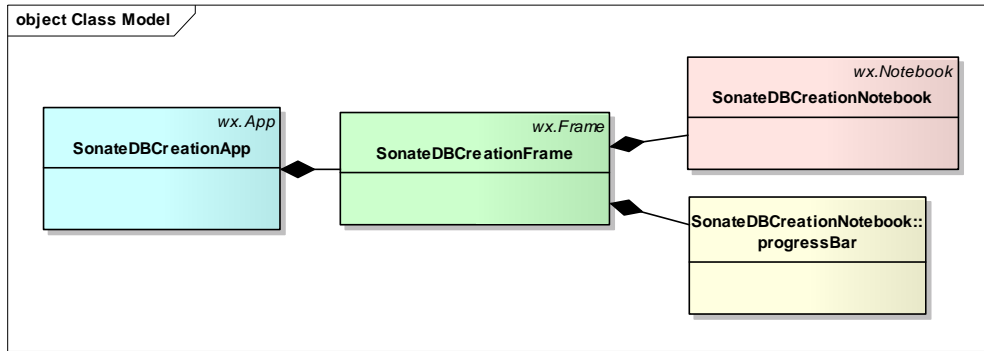 object Class Model
wx.App
SonateDBCreationApp
wx.Frame
SonateDBCreationFrame
wx.Notebook
SonateDBCreationNotebook
SonateDBCreationNotebook::
progressBar